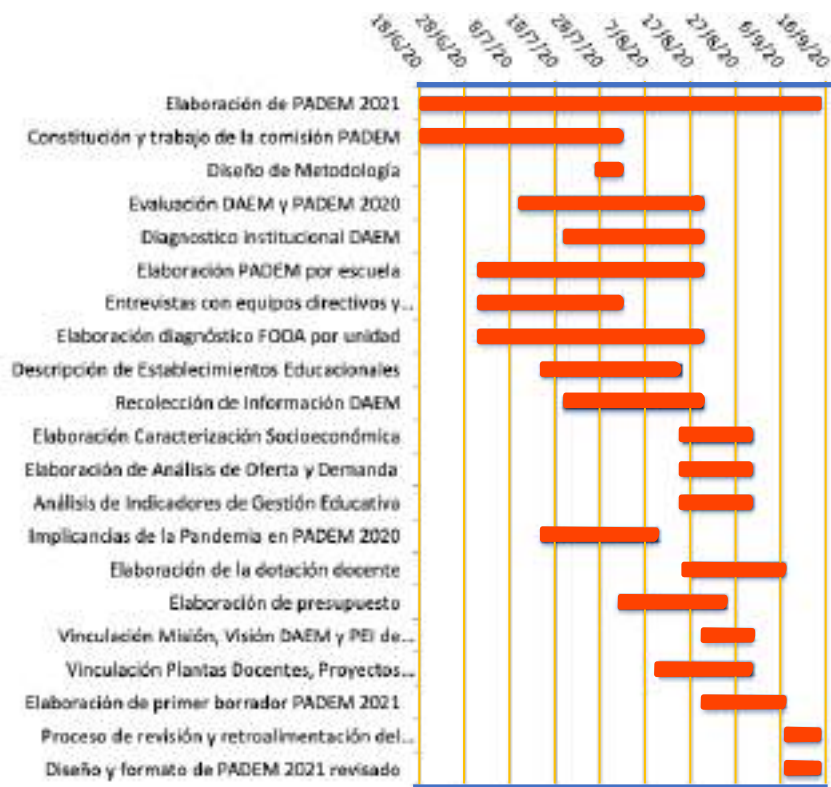 18/6/20
28/6/20
8/7/20
18/7/20
28/7/20
7/8/20
17/8/20
27/8/20
6/9/20
16/9/20
Elaboración de PADEM 2021
Constitución y trabajo de la comisión PADEM
Diseño de Metodología
Evaluación DAEM y PADEM 2020
Diagnostico institucional DAEM
Elaboración PADEM por escuela
Entrevistas con equipos directivos y...
Elaboración diagnóstico FODA por unidad
Descripción de Establecimientos Educacionales
Recolección de Información DAEM
Elaboración Caracterización Socioeconómica
Elaboración de Análisis de Oferta y Demanda
Análisis de Indicadores de Gestión Educativa
Implicancias de la Pandemia en PADEM 2020
Elaboración de la dotación docente
Elaboración de presupuesto
Vinculación Misión, Visión DAEM y PEI de...
Vinculación Plantas Docentes, Proyectos...
Elaboración de primer borrador PADEM 2021
Proceso de revisión y retroalimentación del...
Diseño y formato de PADEM 2021 revisado